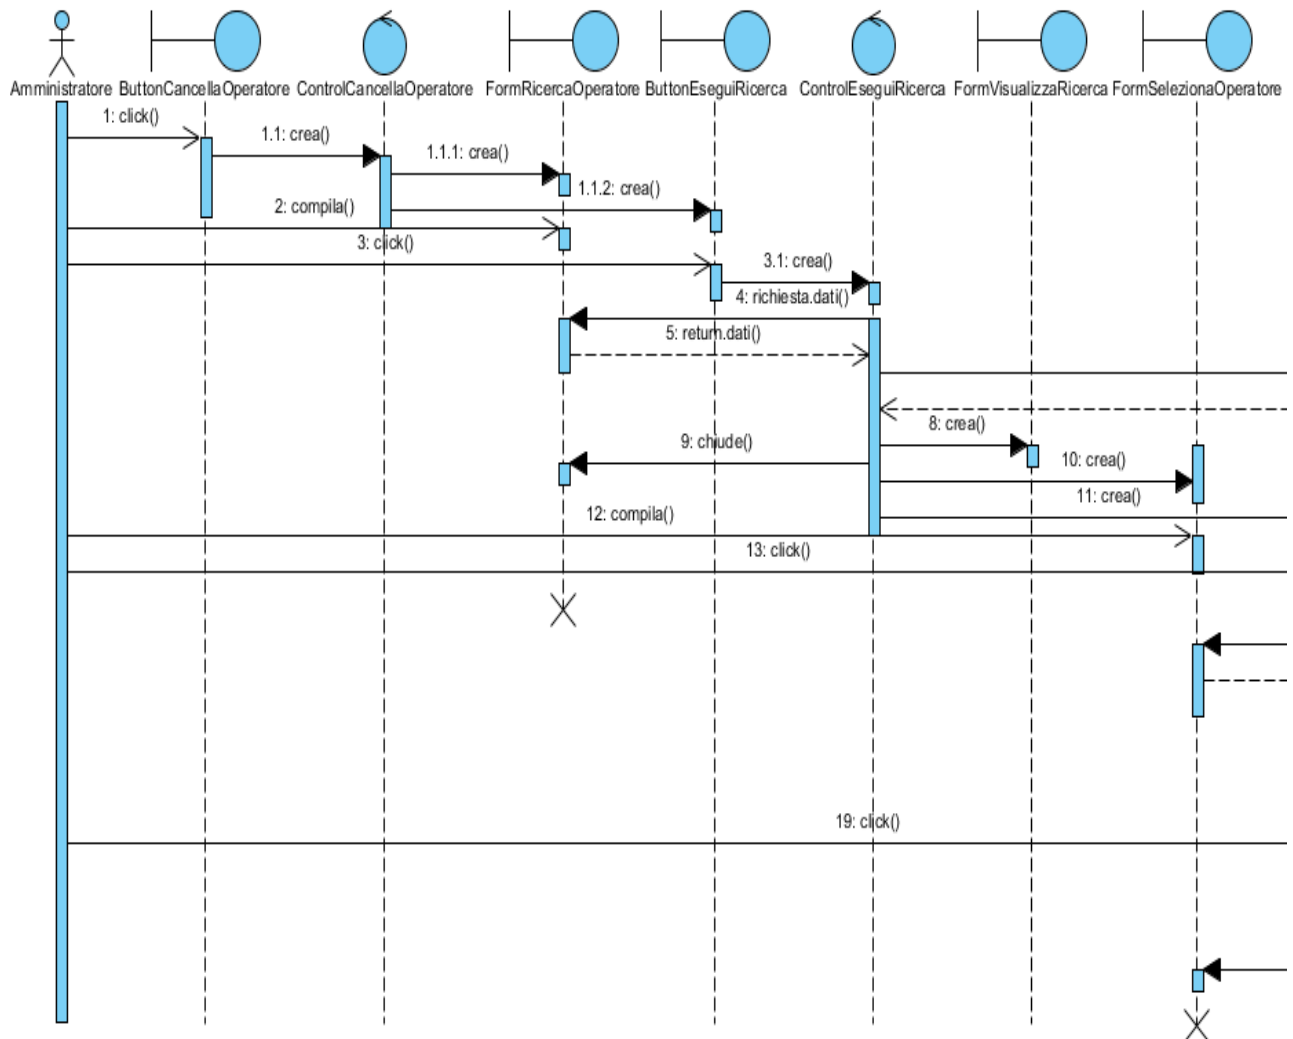 Amministratore ButtonCancellaOperatore ControlCancellaOperatore FormRicercaOperatore ButtonEseguiRicerca ControlEseguiRicerca FormVisualizzaRicerca FormSelezionaOperatore
1: click()
1.1: crea()
1.1.1: crea()
1.1.2: crea()
2: compila()
3: click()
3.1: crea()
4: richiesta.dati()
5: return.dati()
8: crea()
9: chiude()
10: crea()
11: crea()
12: compila()
13: click()
19: click()